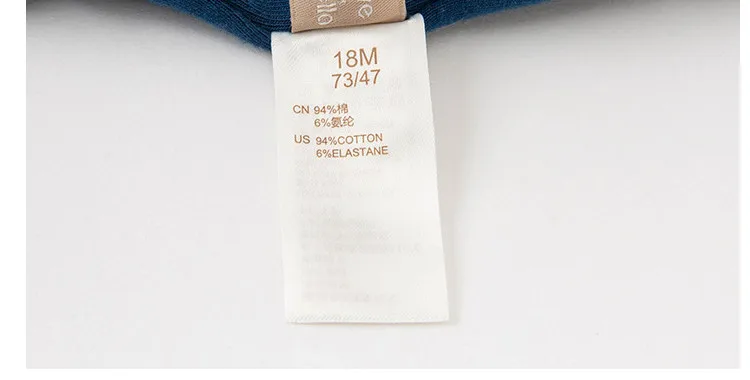 18M
73/47
CN 94%棉
6%氨纶
US 94%COTTON
6%ELASTANE